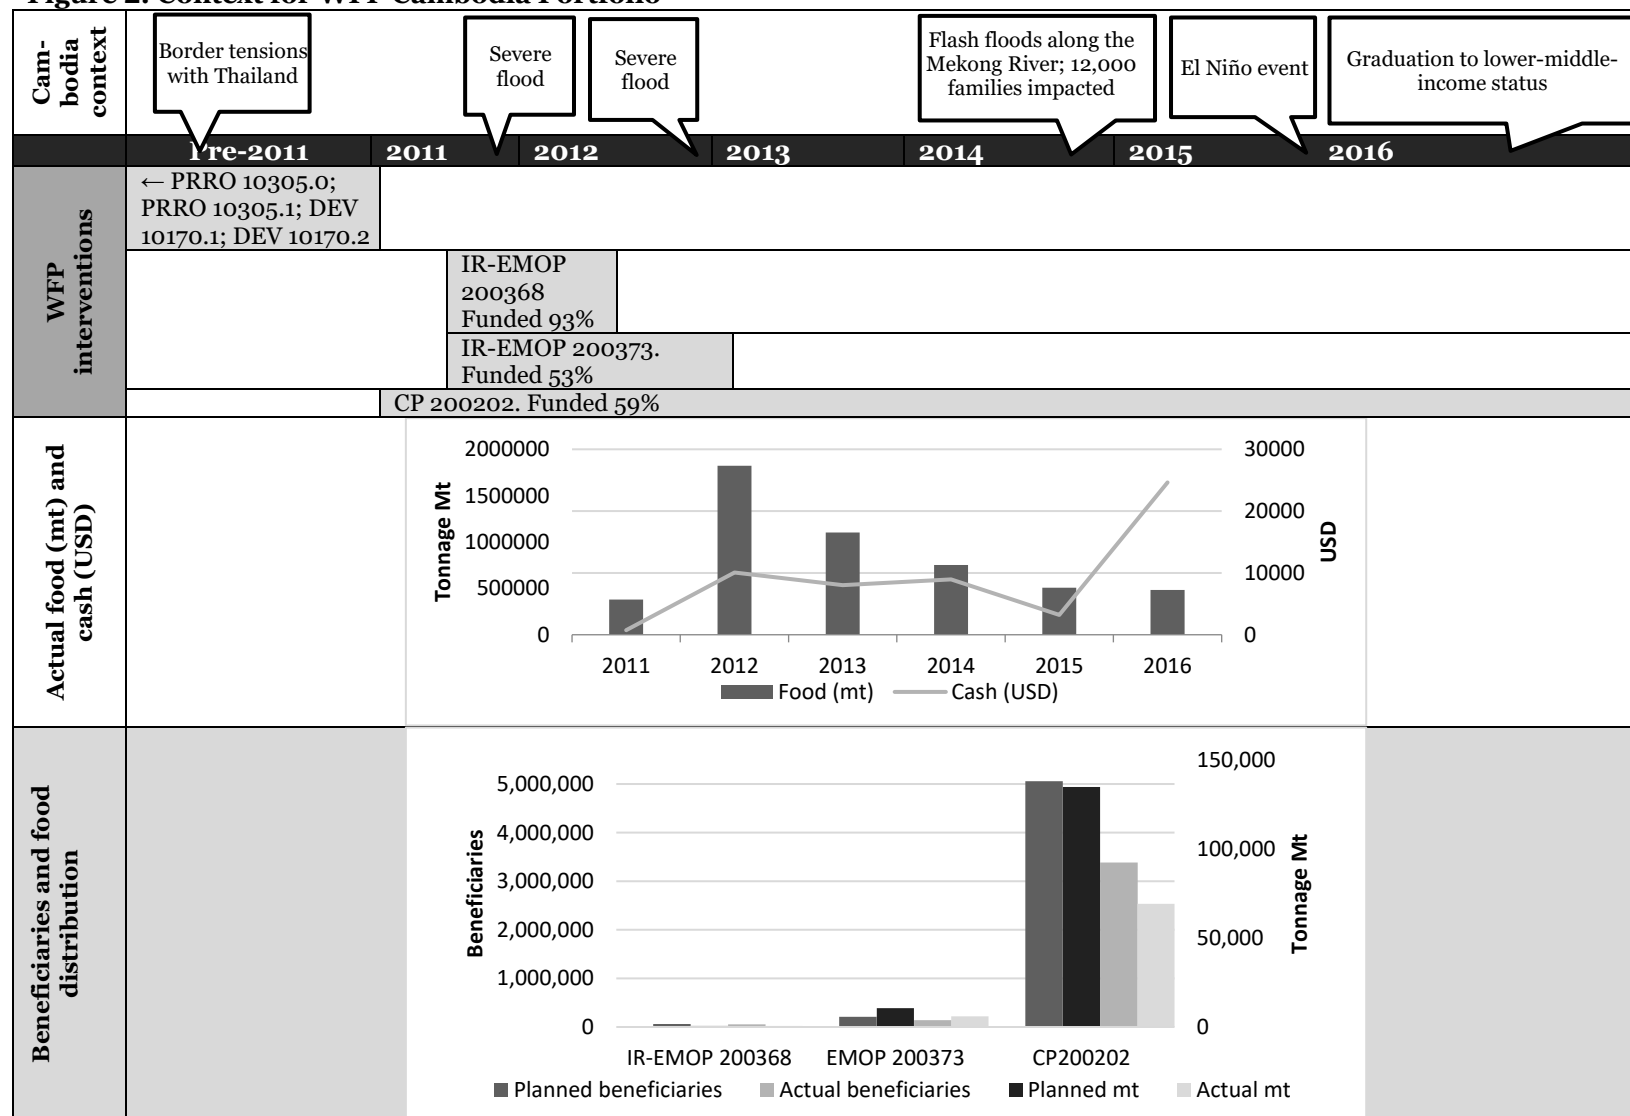 Figure 2. Context for WFP Cambodia Portfolio
Cam-
bodia
context
Border tensions
with Thailand
Severe
flood
Severe
flood
Flash floods along the
Mekong River; 12,000
families impacted
El Niño event
Graduation to lower-middle-
income status
Pre-2011 2011 2012 2013 2014 2015 2016
WFP
interventions
← PRRO 10305.0;
PRRO 10305.1; DEV
10170.1; DEV 10170.2
IR-EMOP
200368
Funded 93%
IR-EMOP 200373.
Funded 53%
CP 200202. Funded 59%
Actual food (mt) and
cash (USD)
Tonnage Mt
2000000
1500000
1000000
500000
0
30000
20000
10000
0
USD
2011 2012 2013 2014 2015 2016
Food (mt) Cash (USD)
Beneficiaries and food
distribution
Beneficiaries
5,000,000
4,000,000
3,000,000
2,000,000
1,000,000
0
150,000
100,000
50,000
0
Tonnage Mt
IR-EMOP 200368 EMOP 200373 CP200202
Planned beneficiaries Actual beneficiaries Planned mt Actual mt